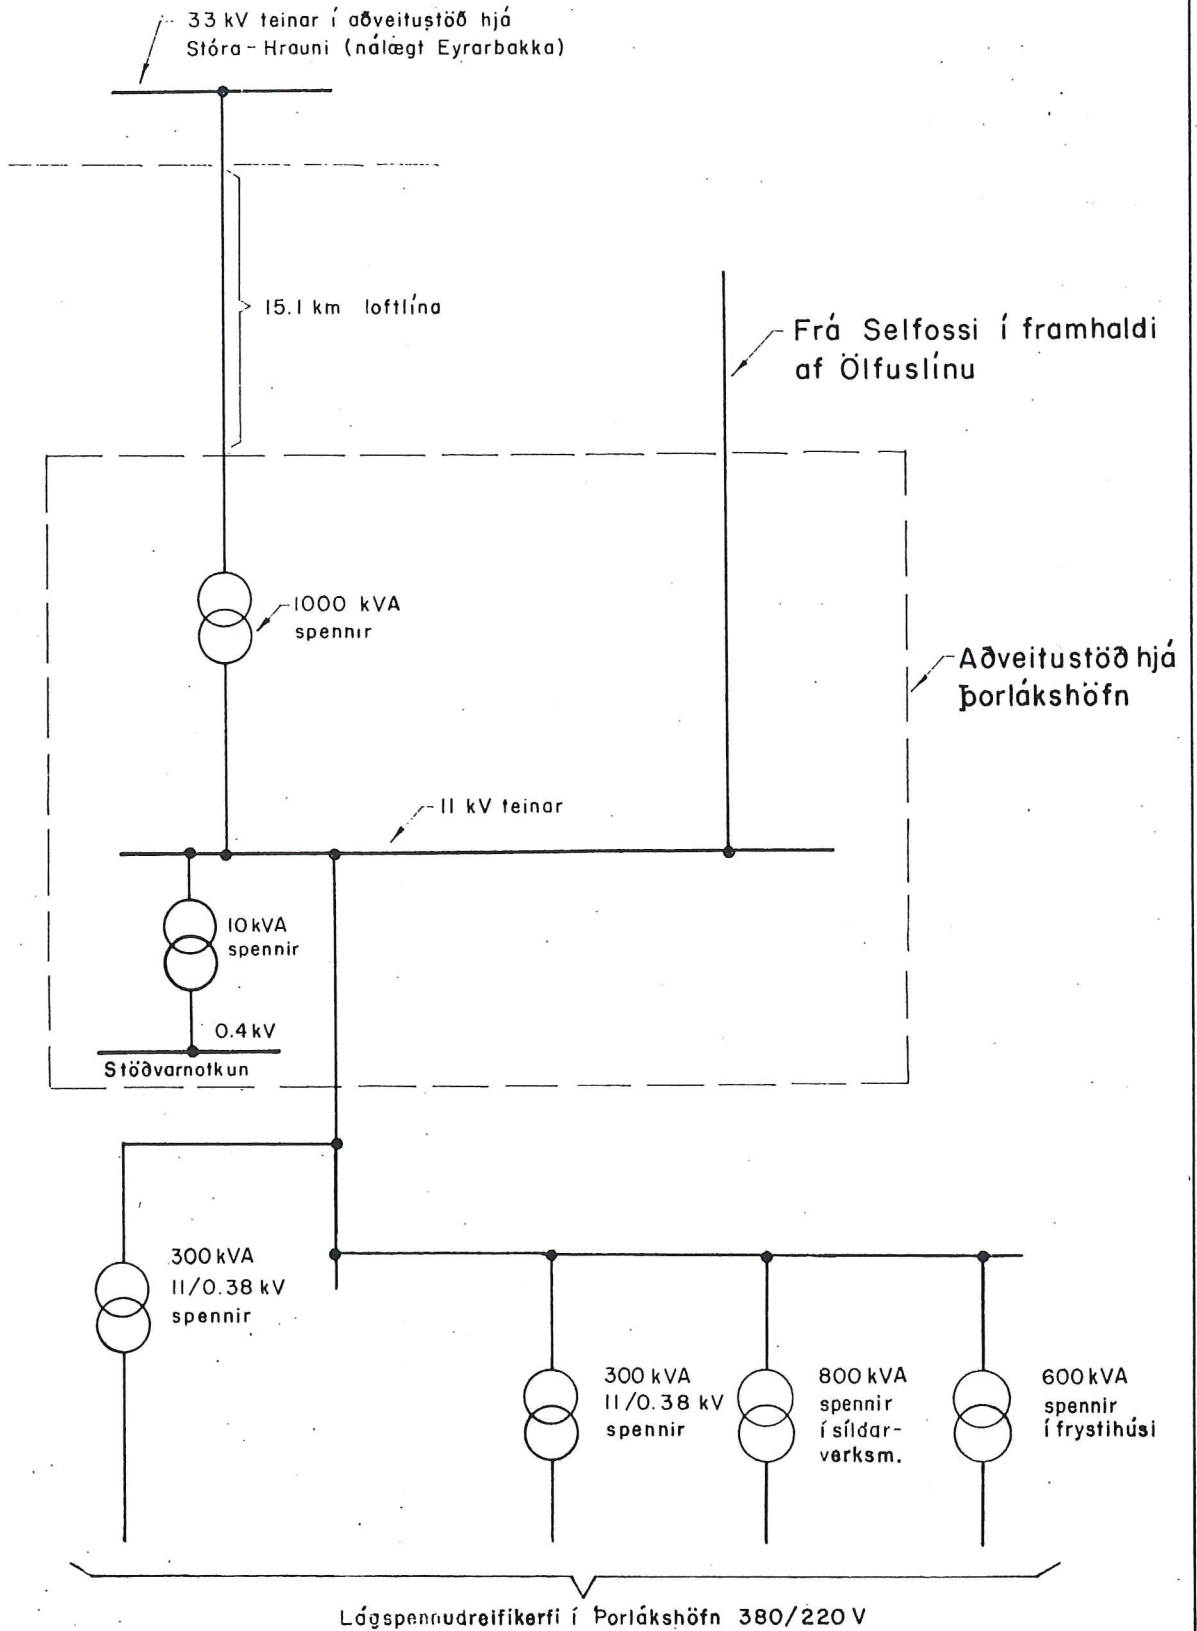 33 kV teinar í aðveitustöð hjá
Stóra-Hrauni (nálægt Eyrarbakka)
15.1 km loftlína
Frá Selfossi í framhaldi
af Ölfuslínu
1000 kVA
spennir
Aðveitustöð hjá
Þorlákshöfn
11 kV teinar
10 kVA
spennir
0.4 kV
Stöðvarnotkun
300 kVA
11/0.38 kV
spennir
300 kVA
11/0.38 kV
spennir
800 kVA
spennir
í síldar-
verksm.
600 kVA
spennir
í frystihúsi
Lágspennudreifikerfi í Þorlákshöfn 380/220 V